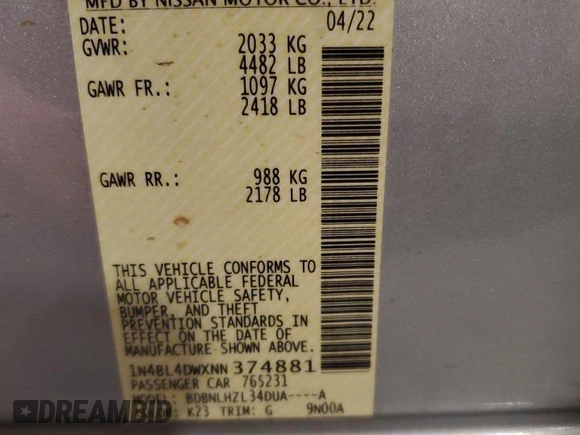 MFD BY NISSAN MOTOR CO., LTD.
DATE: 04/22
GVWR: 2033 KG
4482 LB
GAWR FR.: 1097 KG
2418 LB
GAWR RR.: 988 KG
2178 LB
THIS VEHICLE CONFORMS TO
ALL APPLICABLE FEDERAL
MOTOR VEHICLE SAFETY,
BUMPER, AND THEFT
PREVENTION STANDARDS IN
EFFECT ON THE DATE OF
MANUFACTURE SHOWN ABOVE.
1N4BL4DWXNN374881
PASSENGER CAR 765231
MODEL: BDBNLHZL34DUA----A
K23 TRIM: G 9N00A
DREAMBID